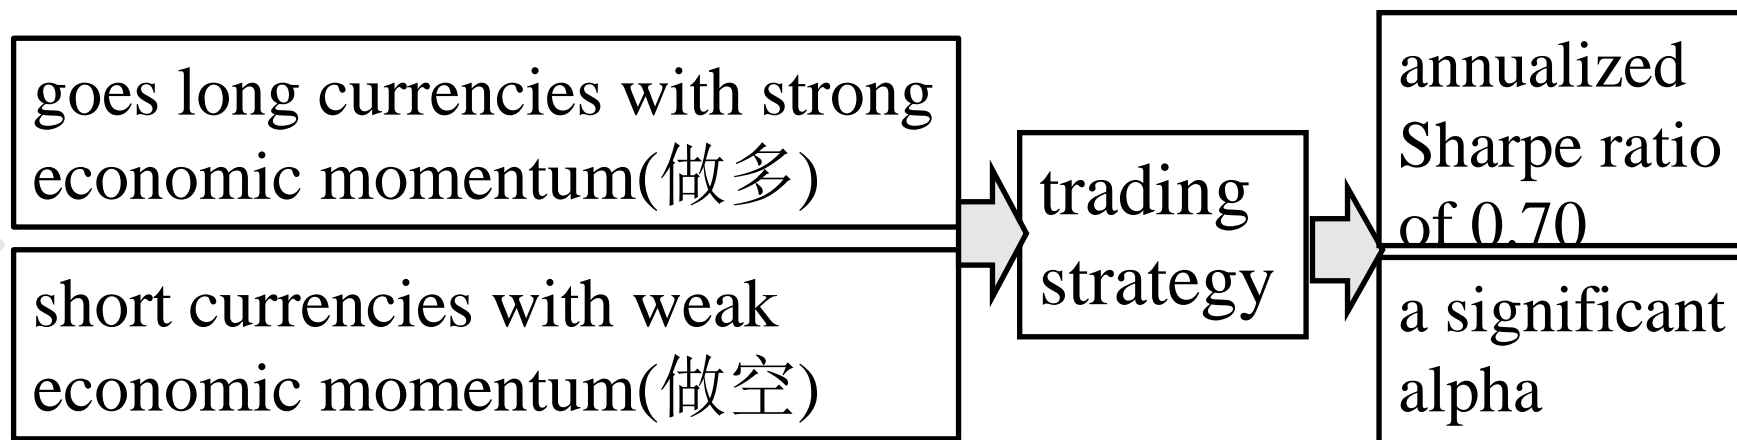 goes long currencies with strong
economic momentum(做多)
short currencies with weak
economic momentum(做空)
trading
strategy
annualized
Sharpe ratio
of 0.70
a significant
alpha